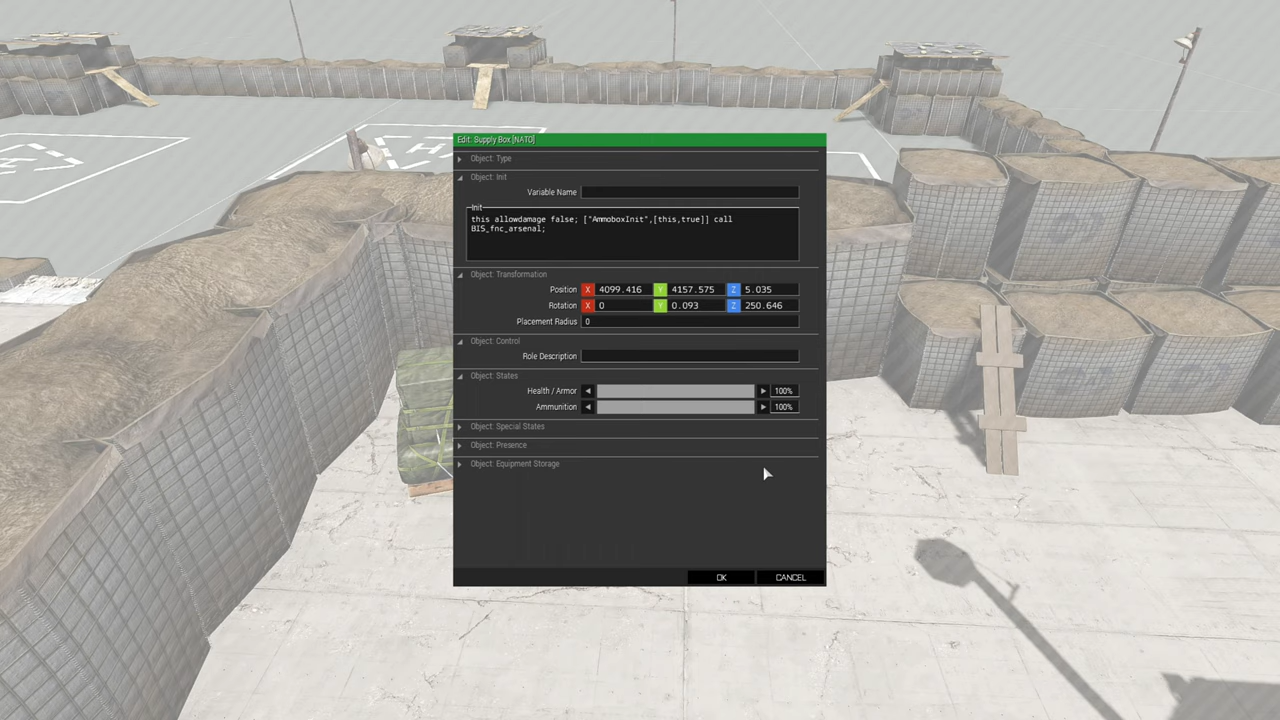 Edit: Supply Box [NATO]
Object: Type
Object: Init
Variable Name
Init
this allowdamage false; ["AmmoboxInit",[this,true]] call
BIS_fnc_arsenal;
Object: Transformation
Position X 4099.416 Y 4157.575 Z 5.035
Rotation X 0 Y 0.093 Z 250.646
Placement Radius 0
Object: Control
Role Description
Object: States
Health / Armor 100%
Ammunition 100%
Object: Special States
Object: Presence
Object: Equipment Storage
OK CANCEL